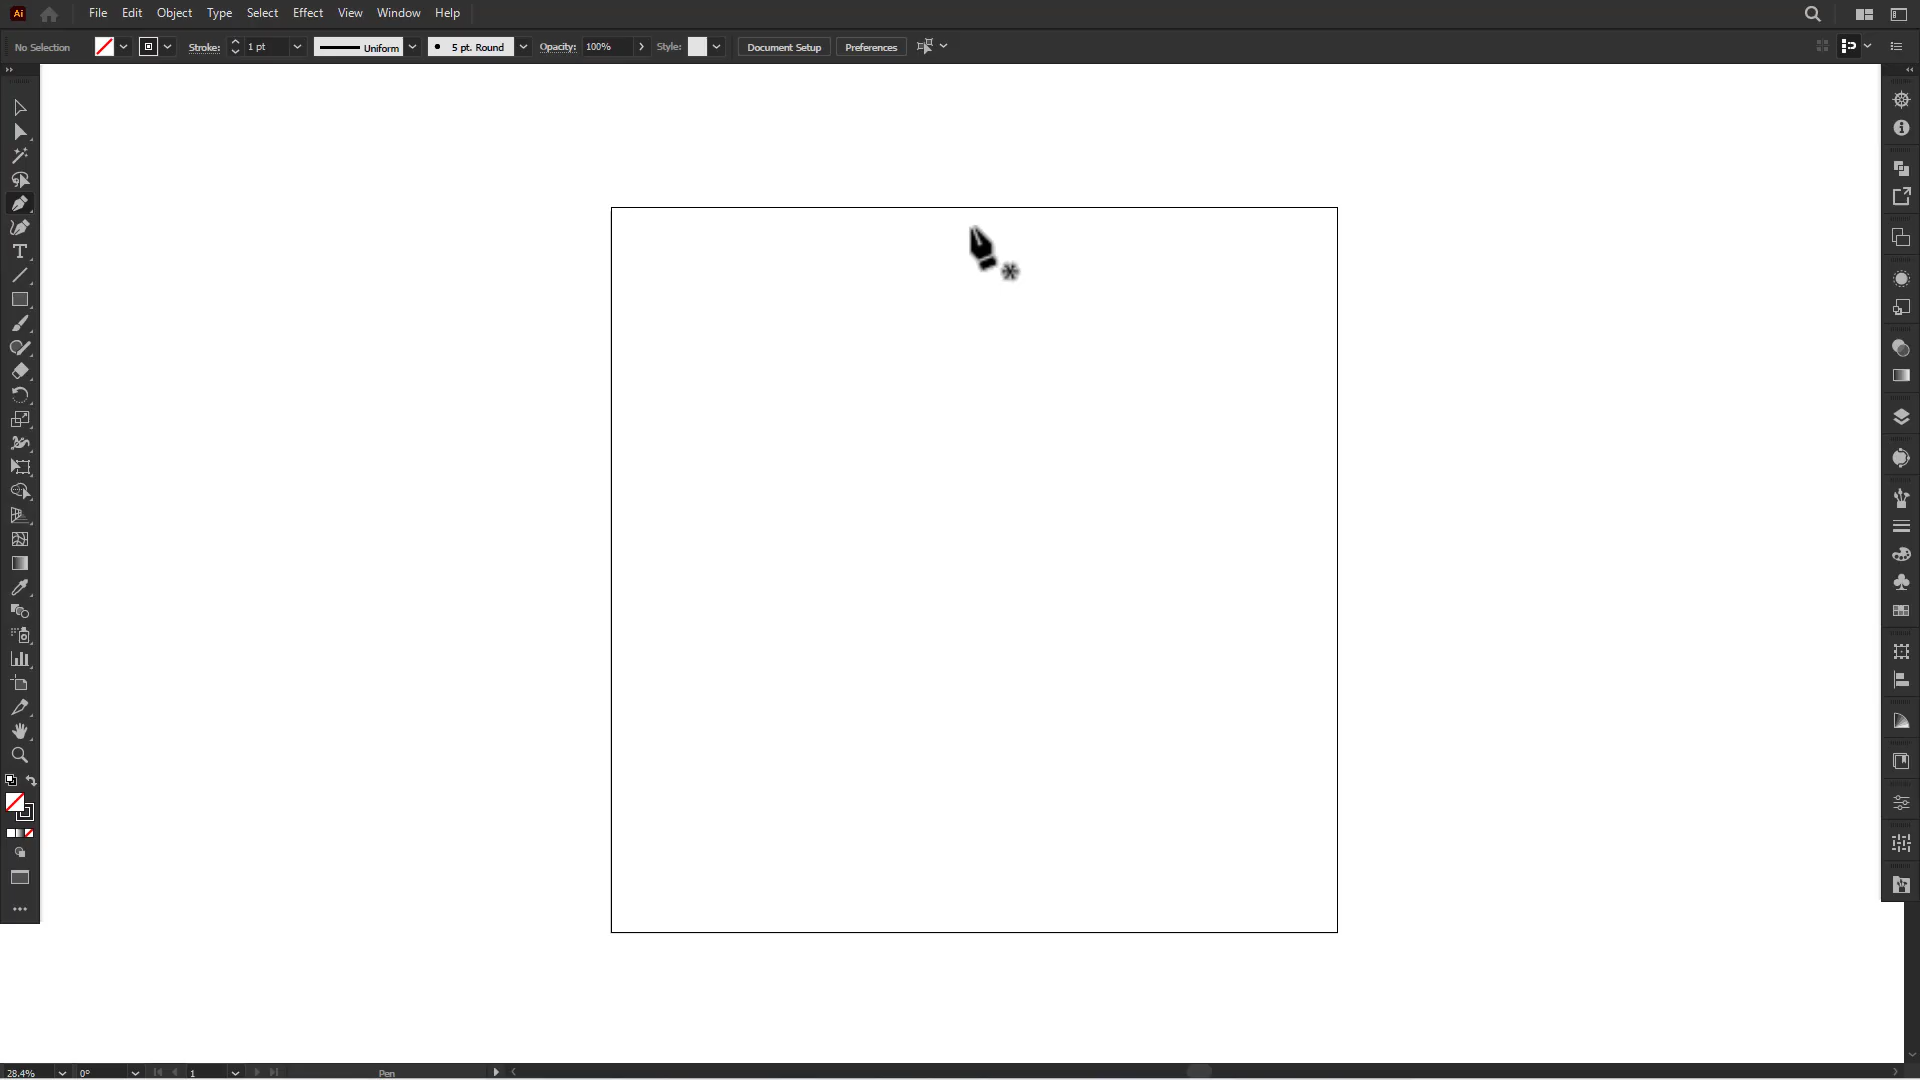 Ai File Edit Object Type Select Effect View Window Help
No Selection Stroke: 1 pt Uniform 5 pt. Round Opacity: 100% Style: Document Setup Preferences
28.4% 0° 1 Pen